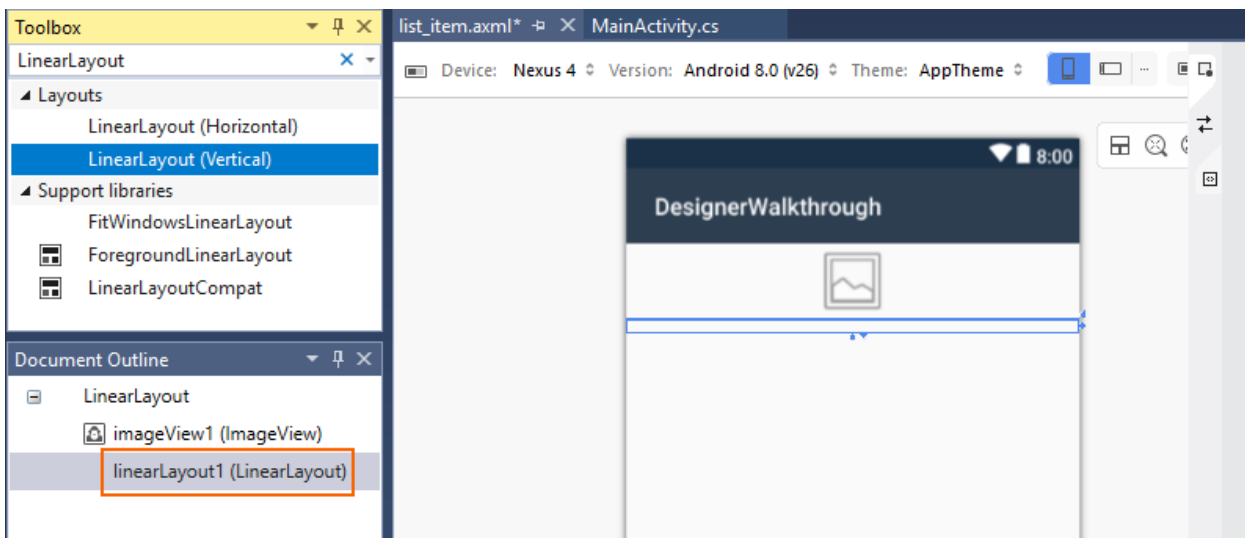 Toolbox
LinearLayout
Layouts
LinearLayout (Horizontal)
LinearLayout (Vertical)
Support libraries
FitWindowsLinearLayout
ForegroundLinearLayout
LinearLayoutCompat
Document Outline
LinearLayout
imageView1 (ImageView)
linearLayout1 (LinearLayout)
list_item.axml* MainActivity.cs
Device: Nexus 4 Version: Android 8.0 (v26) Theme: AppTheme
8:00
DesignerWalkthrough